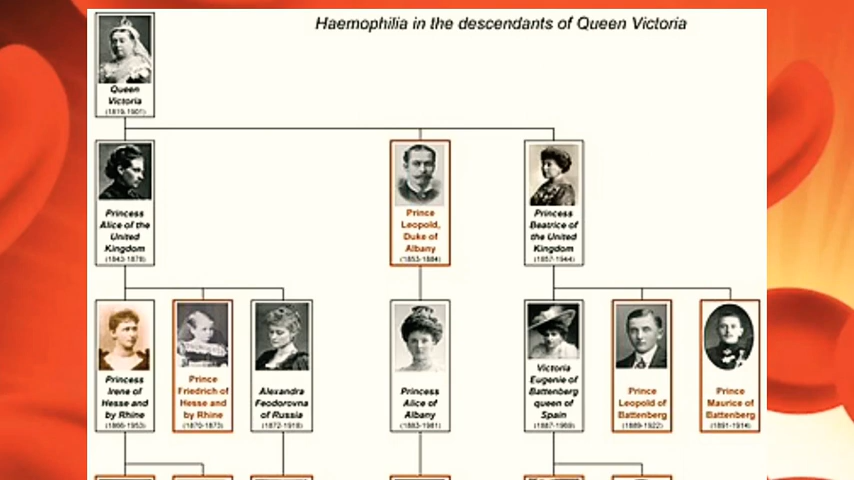 Haemophilia in the descendants of Queen Victoria
Queen
Victoria
(1819-1901)
Princess
Alice of the
United
Kingdom
(1843-1878)
Prince
Leopold,
Duke of
Albany
(1853-1884)
Princess
Beatrice of
the United
Kingdom
(1857-1944)
Princess
Irene of
Hesse and
by Rhine
(1866-1953)
Prince
Friedrich of
Hesse and
by Rhine
(1870-1873)
Alexandra
Feodorovna
of Russia
(1872-1918)
Princess
Alice of
Albany
(1883-1981)
Victoria
Eugenie of
Battenberg
queen of
Spain
(1887-1969)
Prince
Leopold of
Battenberg
(1889-1922)
Prince
Maurice of
Battenberg
(1891-1914)